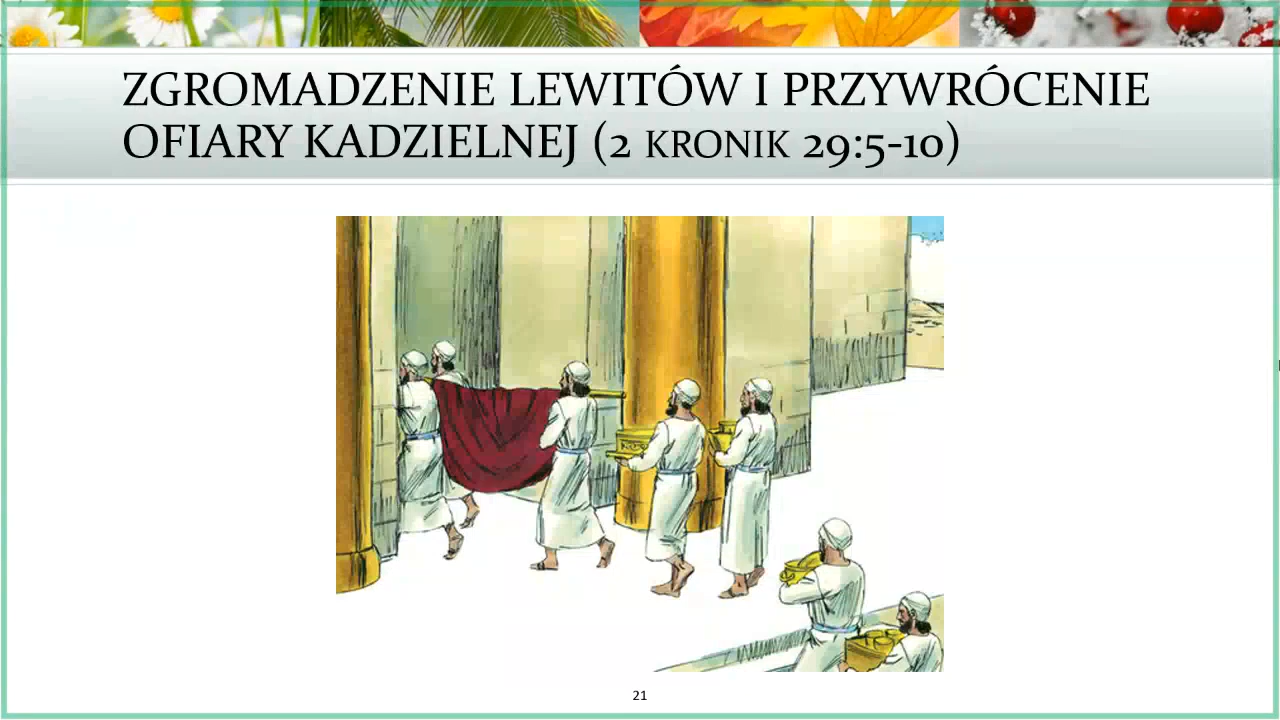 ZGROMADZENIE LEWITÓW I PRZYWRÓCENIE
OFIARY KADZIELNEJ (2 KRONIK 29:5-10)
21